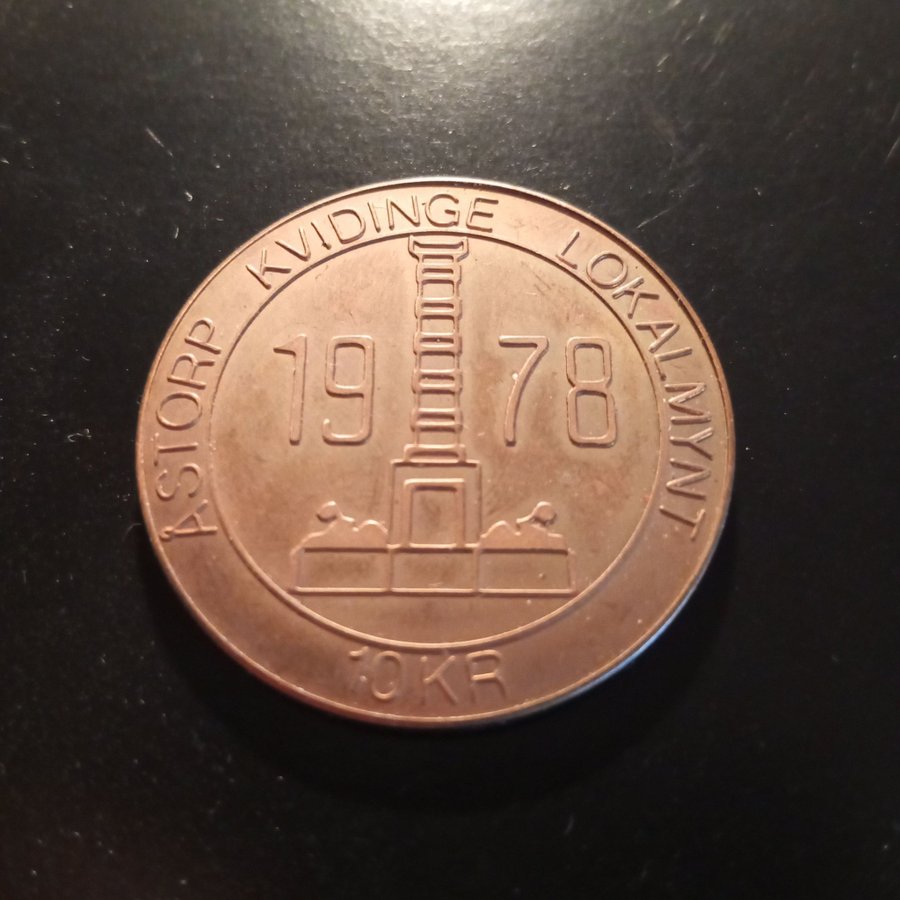 ÅSTORP KVIDINGE LOKALMYNT
1978
10 KR